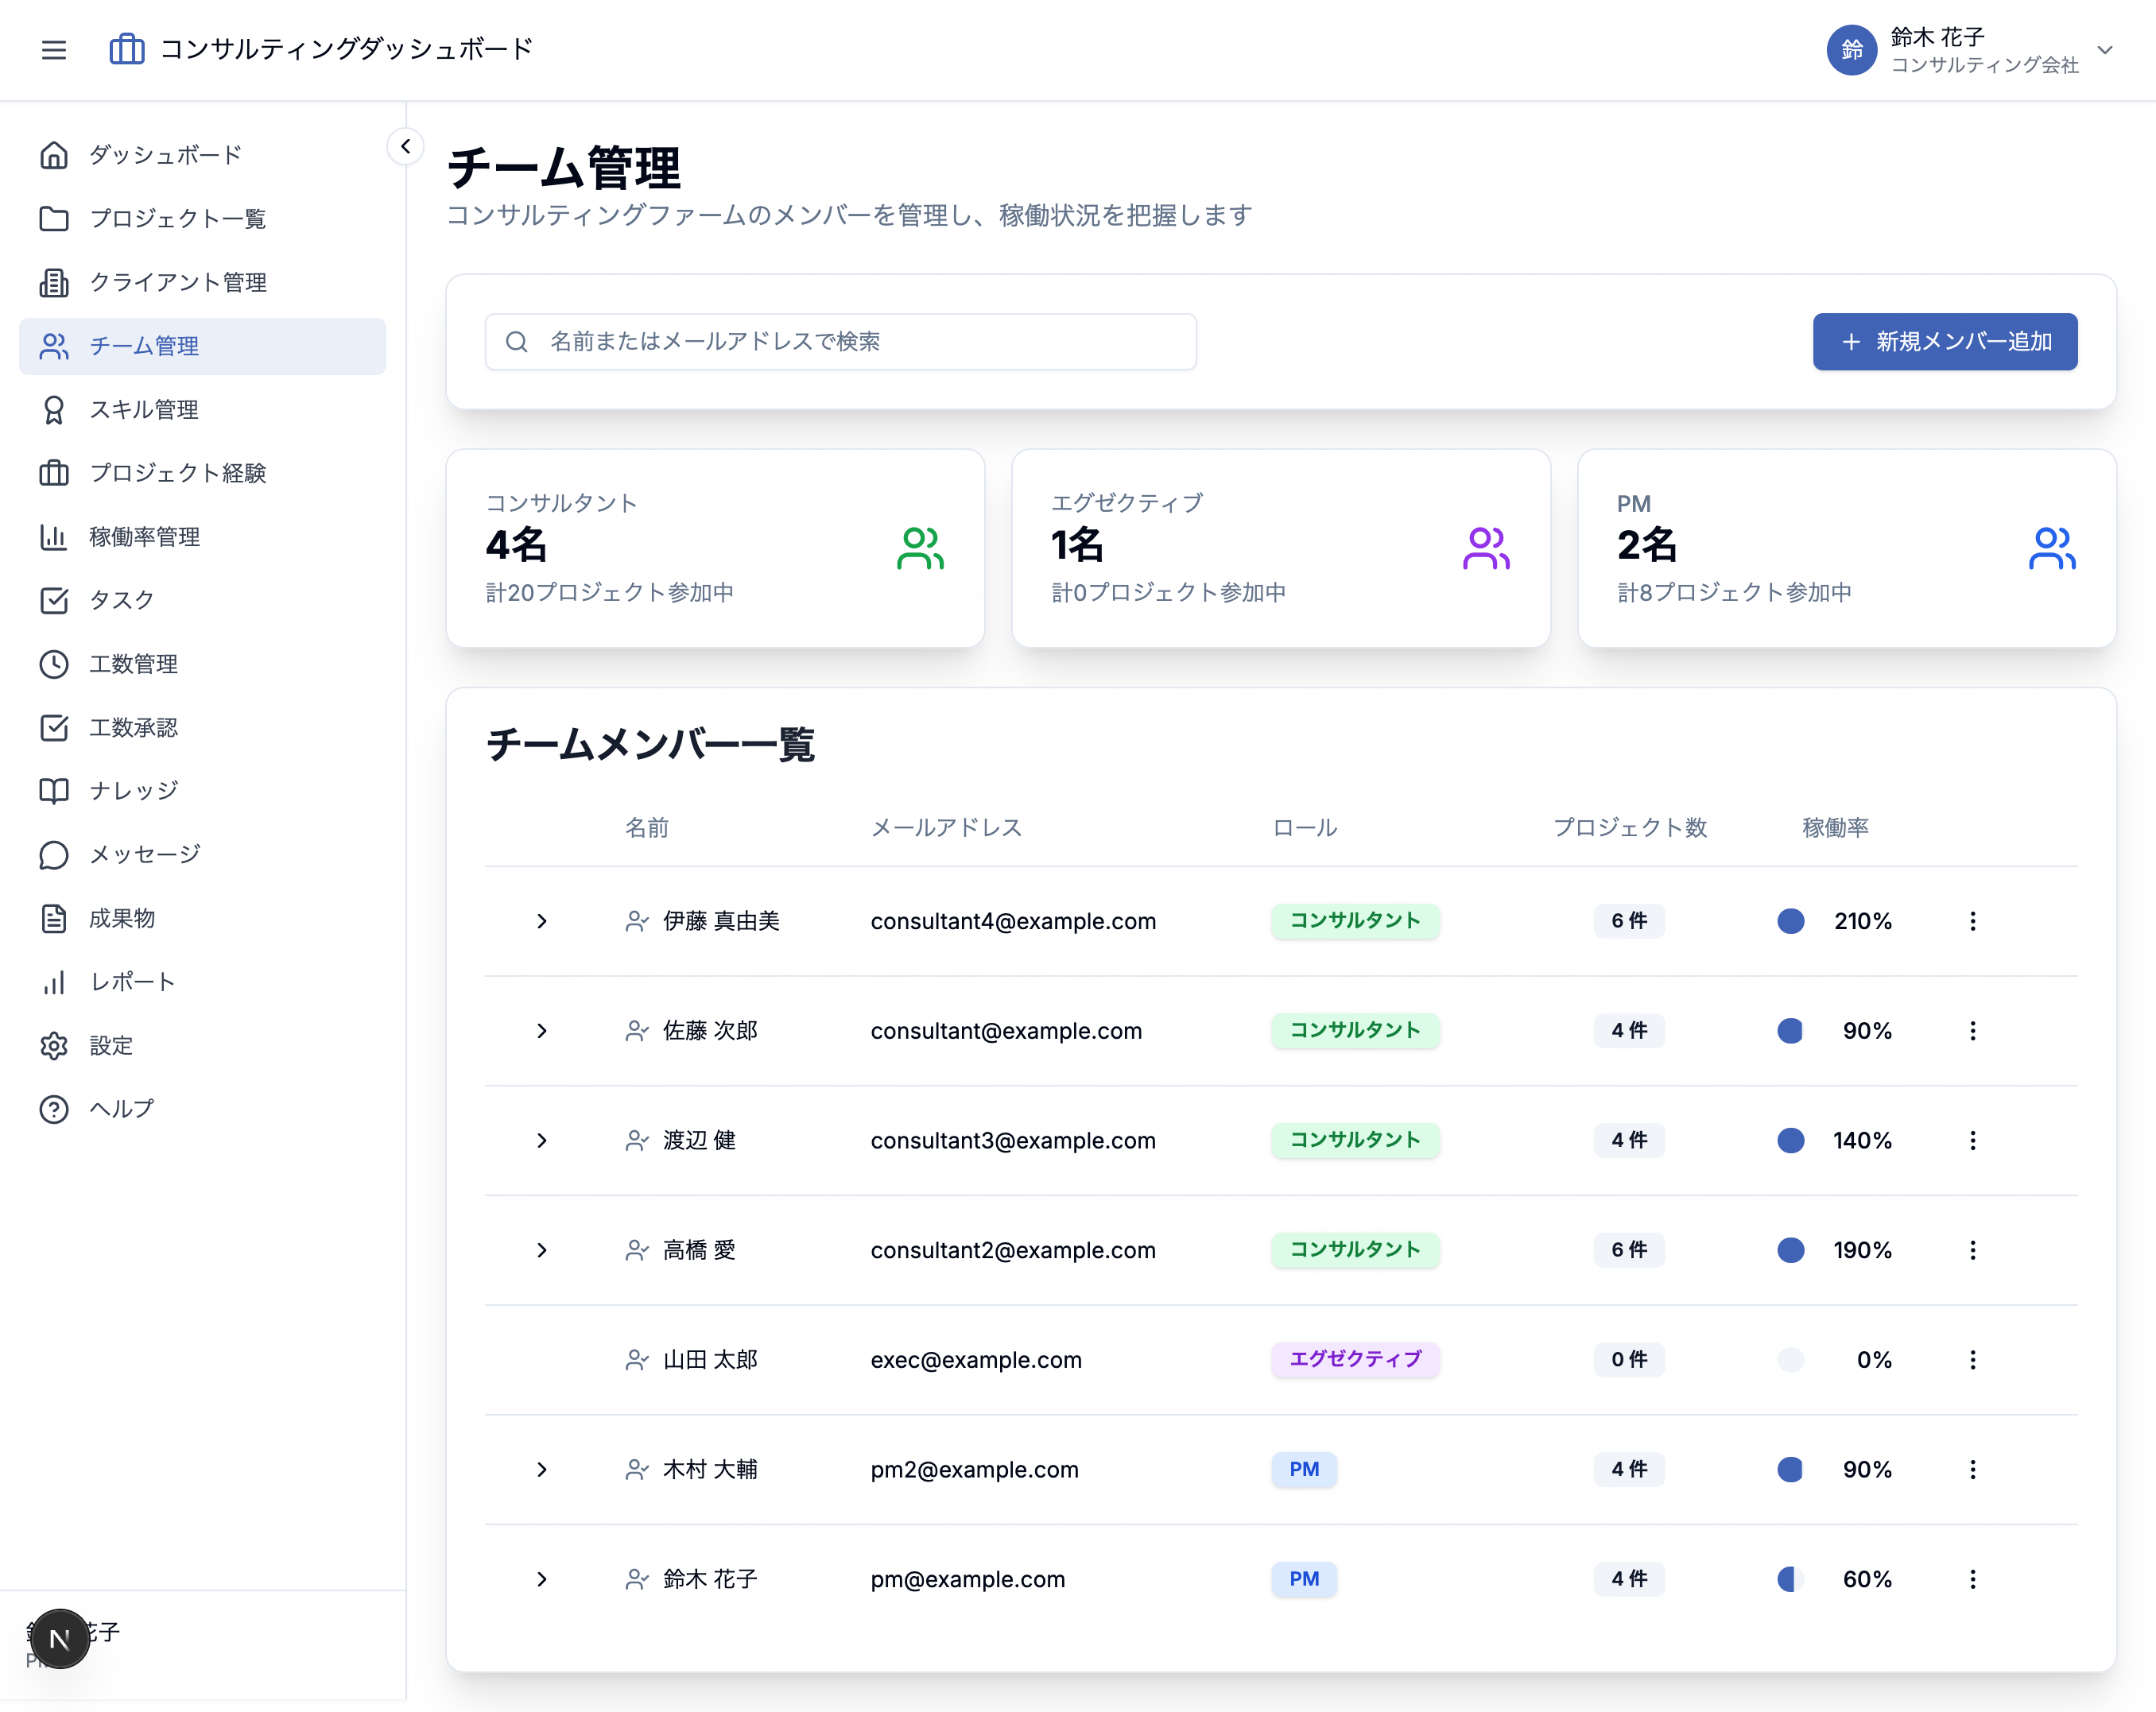 コンサルティングダッシュボード
鈴
鈴木 花子
コンサルティング会社
ダッシュボード
プロジェクト一覧
クライアント管理
チーム管理
スキル管理
プロジェクト経験
稼働率管理
タスク
工数管理
工数承認
ナレッジ
メッセージ
成果物
レポート
設定
ヘルプ
花子
N
チーム管理
コンサルティングファームのメンバーを管理し、稼働状況を把握します
名前またはメールアドレスで検索
新規メンバー追加
コンサルタント
4名
計20プロジェクト参加中
エグゼクティブ
1名
計0プロジェクト参加中
PM
2名
計8プロジェクト参加中
チームメンバー一覧
名前 メールアドレス ロール プロジェクト数 稼働率
伊藤 真由美 consultant4@example.com コンサルタント 6 件 210%
佐藤 次郎 consultant@example.com コンサルタント 4 件 90%
渡辺 健 consultant3@example.com コンサルタント 4 件 140%
高橋 愛 consultant2@example.com コンサルタント 6 件 190%
山田 太郎 exec@example.com エグゼクティブ 0 件 0%
木村 大輔 pm2@example.com PM 4 件 90%
鈴木 花子 pm@example.com PM 4 件 60%